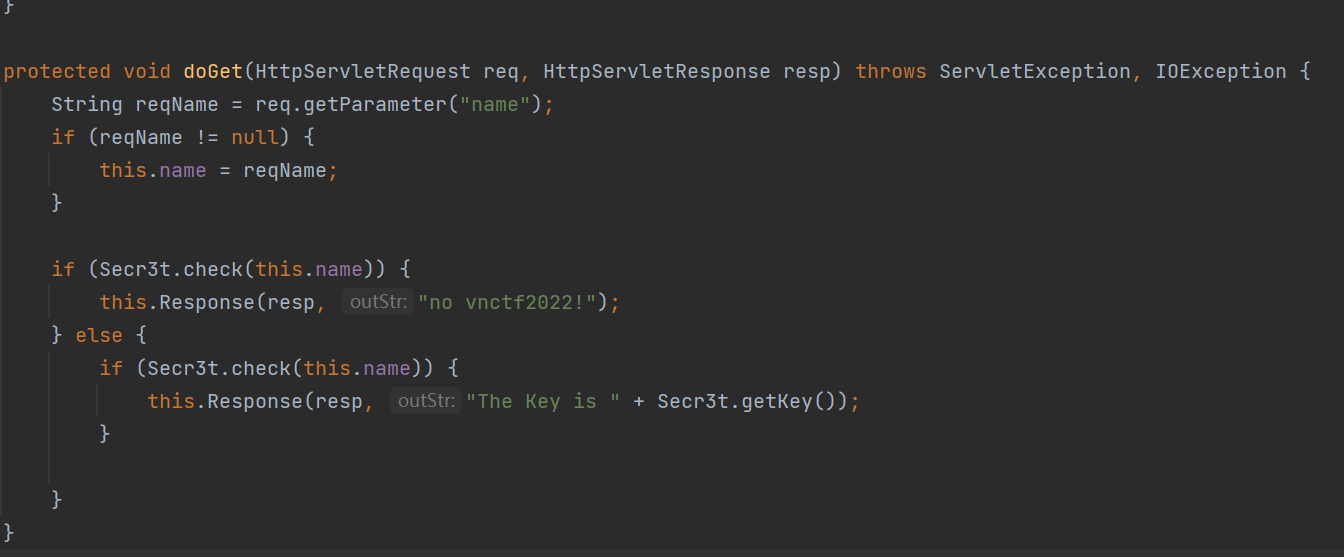 }
protected void doGet(HttpServletRequest req, HttpServletResponse resp) throws ServletException, IOException {
    String reqName = req.getParameter("name");
    if (reqName != null) {
        this.name = reqName;
    }
    if (Secr3t.check(this.name)) {
        this.Response(resp, outStr: "no vnctf2022!");
    } else {
        if (Secr3t.check(this.name)) {
            this.Response(resp, outStr: "The Key is " + Secr3t.getKey());
        }
    }
}